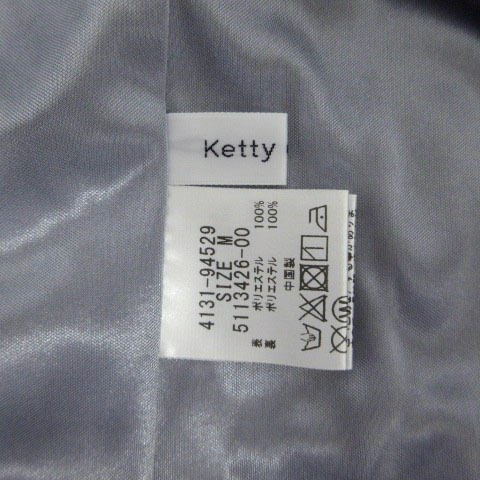 Ketty
4131-94529
SIZE M
5113426-00
表 ポリエステル 100%
裏 ポリエステル 100%
中国製